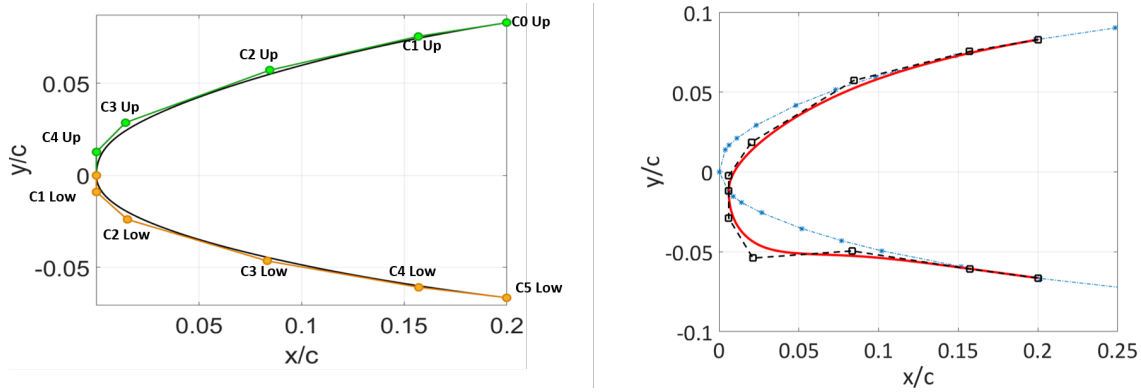 C0 Up
C1 Up
C2 Up
C3 Up
C4 Up
C1 Low
C2 Low
C3 Low
C4 Low
C5 Low
0.05
0
-0.05
y/c
0.05
0.1
0.15
0.2
x/c
0.1
0.05
0
-0.05
-0.1
y/c
0
0.05
0.1
0.15
0.2
0.25
x/c